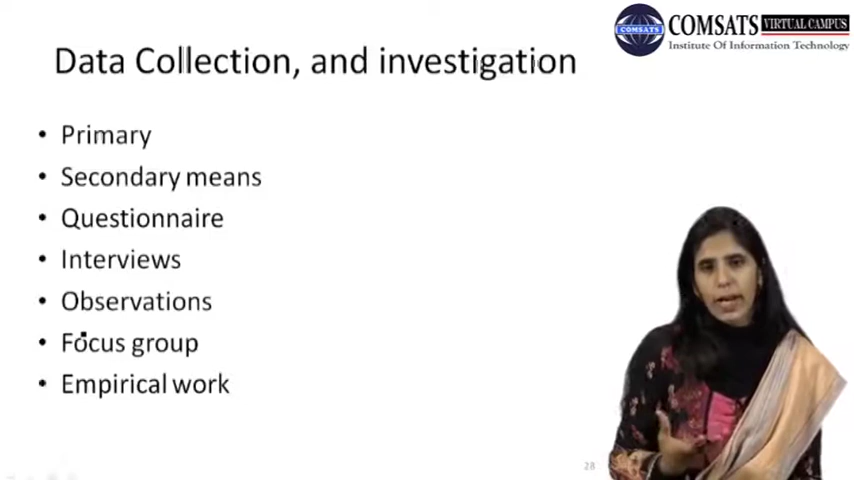 COMSATS VIRTUAL CAMPUS
Institute Of Information Technology
COMSATS
Data Collection, and investigation
• Primary
• Secondary means
• Questionnaire
• Interviews
• Observations
• Focus group
• Empirical work
28